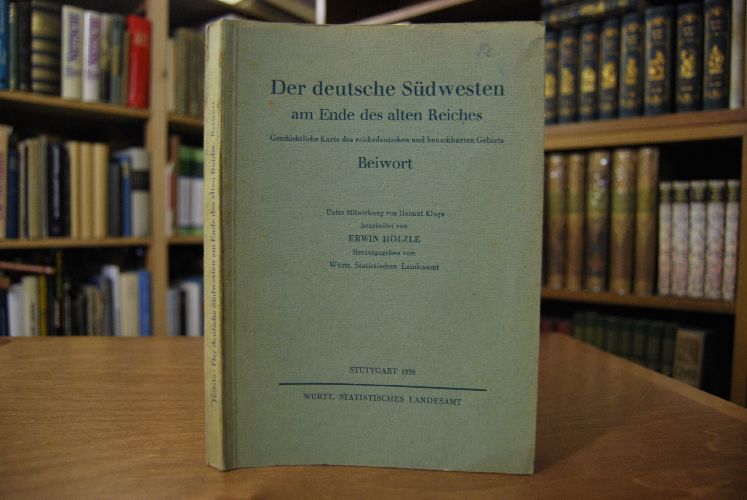 Der deutsche Südwesten
am Ende des alten Reiches
Geschichtliche Karte des reichsdeutschen und benachbarten Gebiets
Beiwort
Unter Mitwirkung von Helmut Kluge
bearbeitet von
ERWIN HÖLZLE
Herausgegeben vom
Württ. Statistischen Landesamt
STUTTGART 1938
WÜRTT. STATISTISCHES LANDESAMT
Hölzle Der deutsche Südwesten am Ende des alten Reiches Beiwort